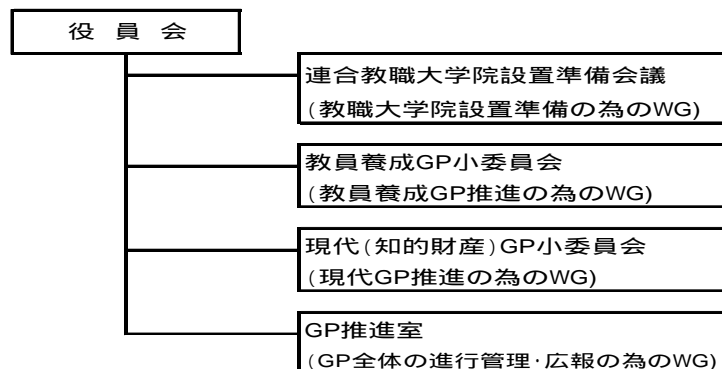 役 員 会
連合教職大学院設置準備会議
(教職大学院設置準備の為のWG)
教員養成GP小委員会
(教員養成GP推進の為のWG)
現代(知的財産)GP小委員会
(現代GP推進の為のWG)
GP推進室
(GP全体の進行管理・広報の為のWG)